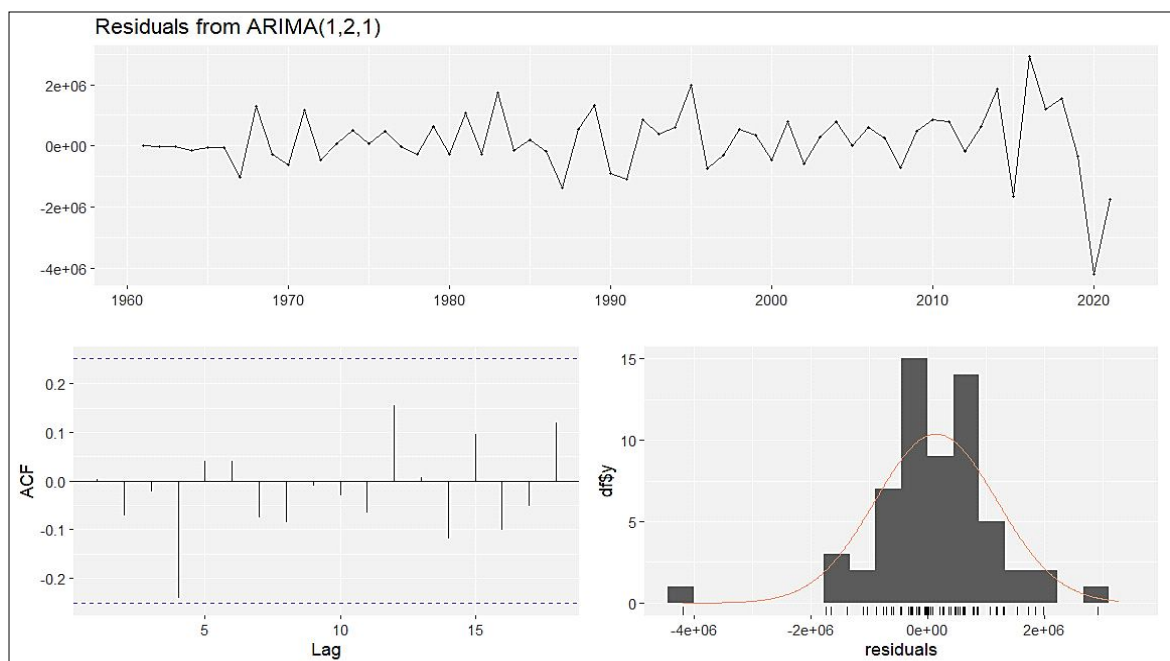 Residuals from ARIMA(1,2,1)
2e+06
0e+00
-2e+06
-4e+06
1960 1970 1980 1990 2000 2010 2020
ACF
0.2
0.1
0.0
-0.1
-0.2
5 10 15
Lag
df$y
15
10
5
0
-4e+06 -2e+06 0e+00 2e+06
residuals